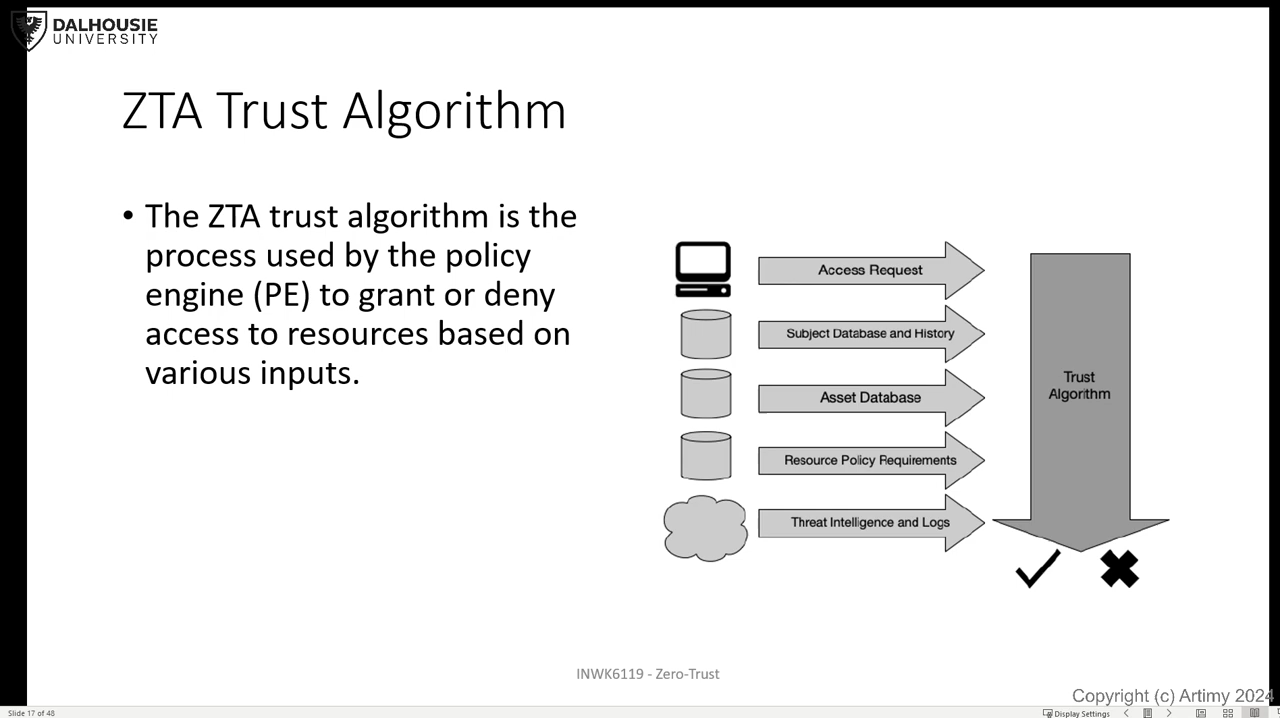 DALHOUSIE
UNIVERSITY
ZTA Trust Algorithm
• The ZTA trust algorithm is the
process used by the policy
engine (PE) to grant or deny
access to resources based on
various inputs.
Access Request
Subject Database and History
Asset Database
Resource Policy Requirements
Threat Intelligence and Logs
Trust
Algorithm
INWK6119 - Zero-Trust
Copyright (c) Artimy 2024
Slide 17 of 48
Display Settings